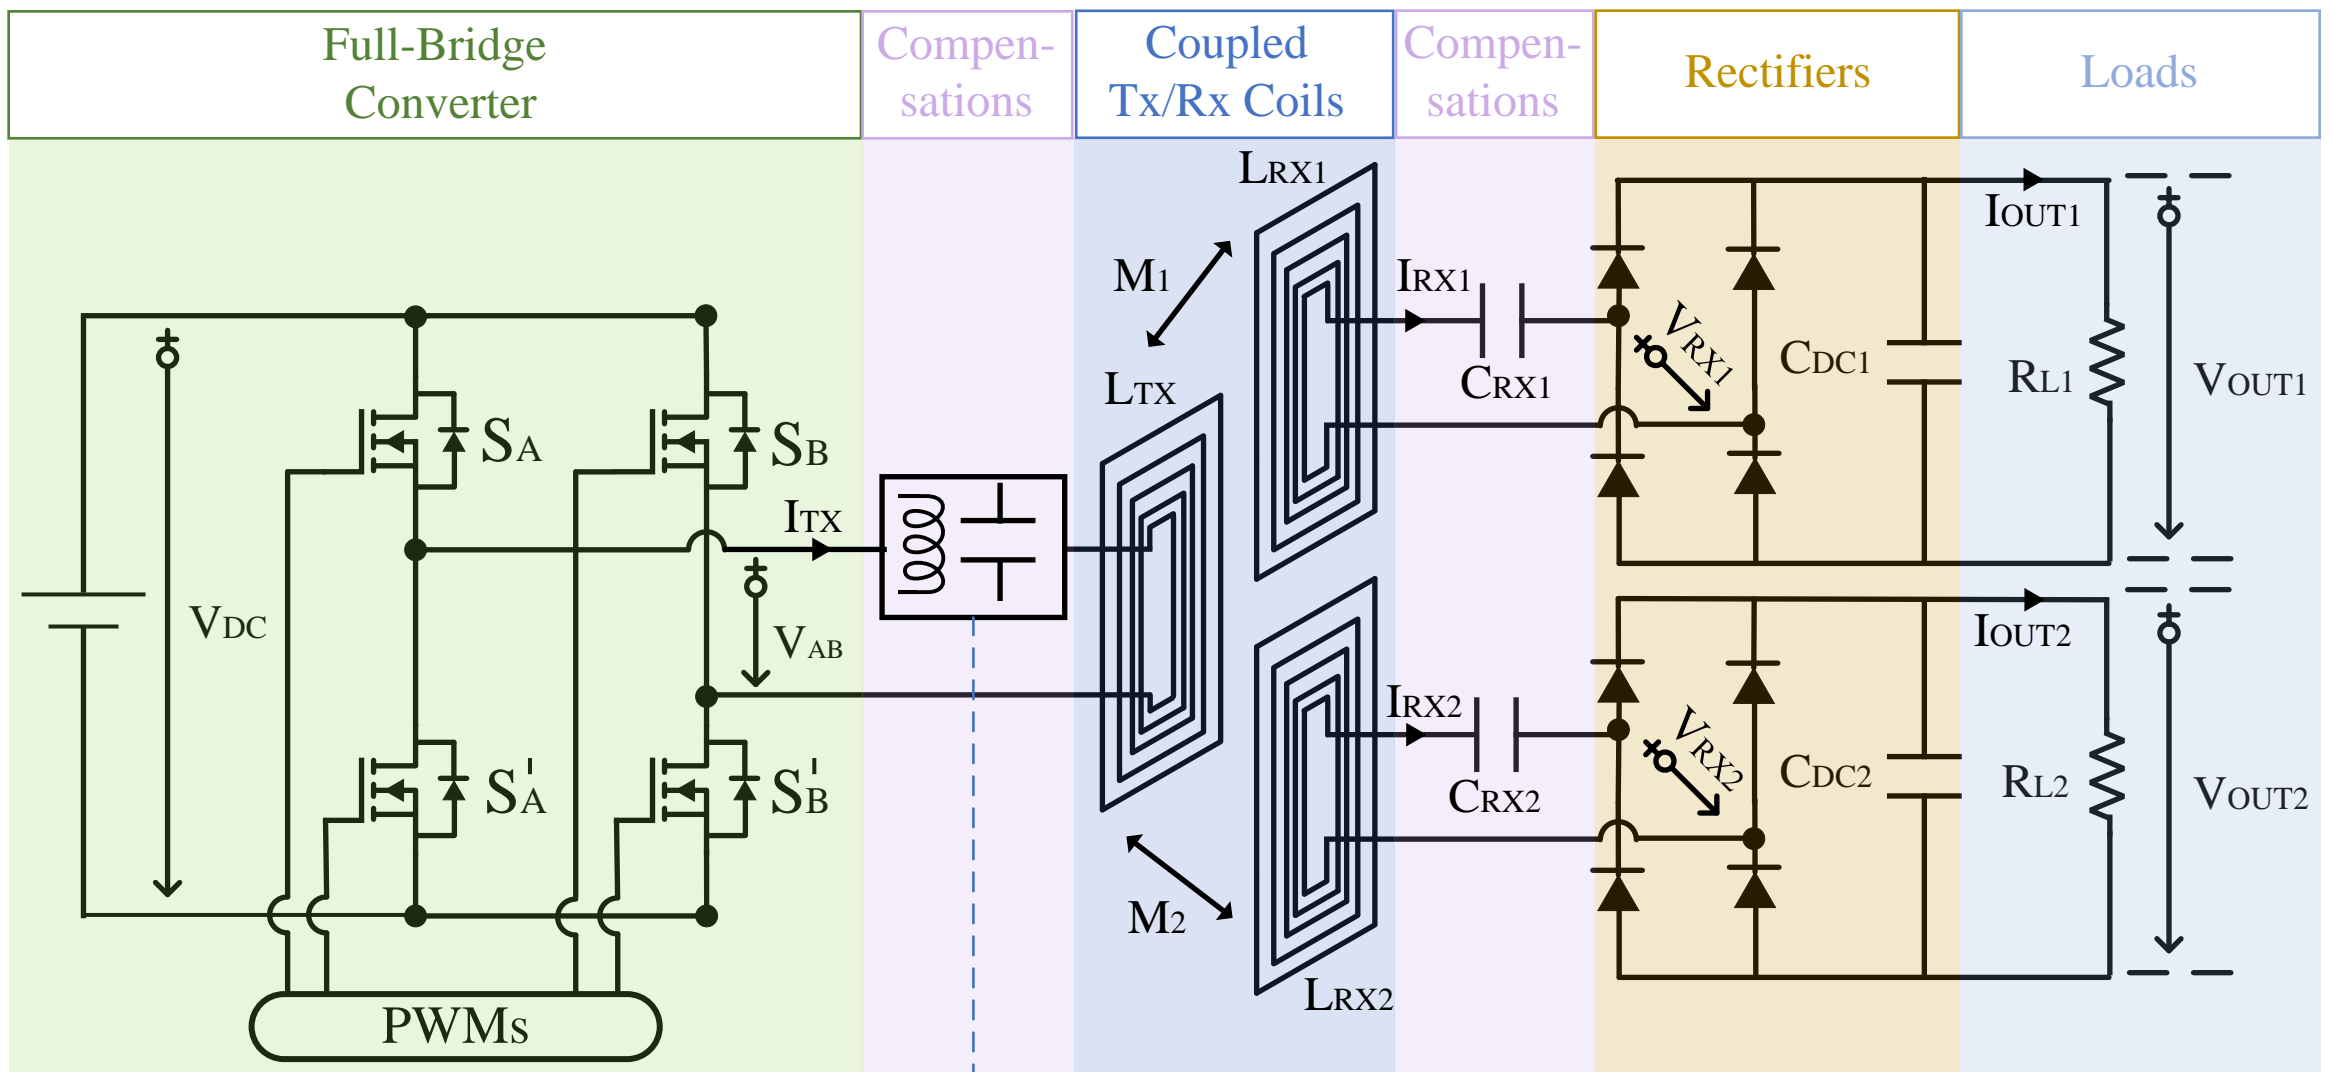 Full-Bridge
Converter
Compen-
sations
Coupled
Tx/Rx Coils
Compen-
sations
Rectifiers
Loads
LRX1
M1
LTX
IRX1
CRX1
VRX1
CDC1
IOUT1
RL1
VOUT1
SA
SB
ITX
VDC
VAB
S'A
S'B
M2
LRX2
IRX2
CRX2
VRX2
CDC2
IOUT2
RL2
VOUT2
PWMs